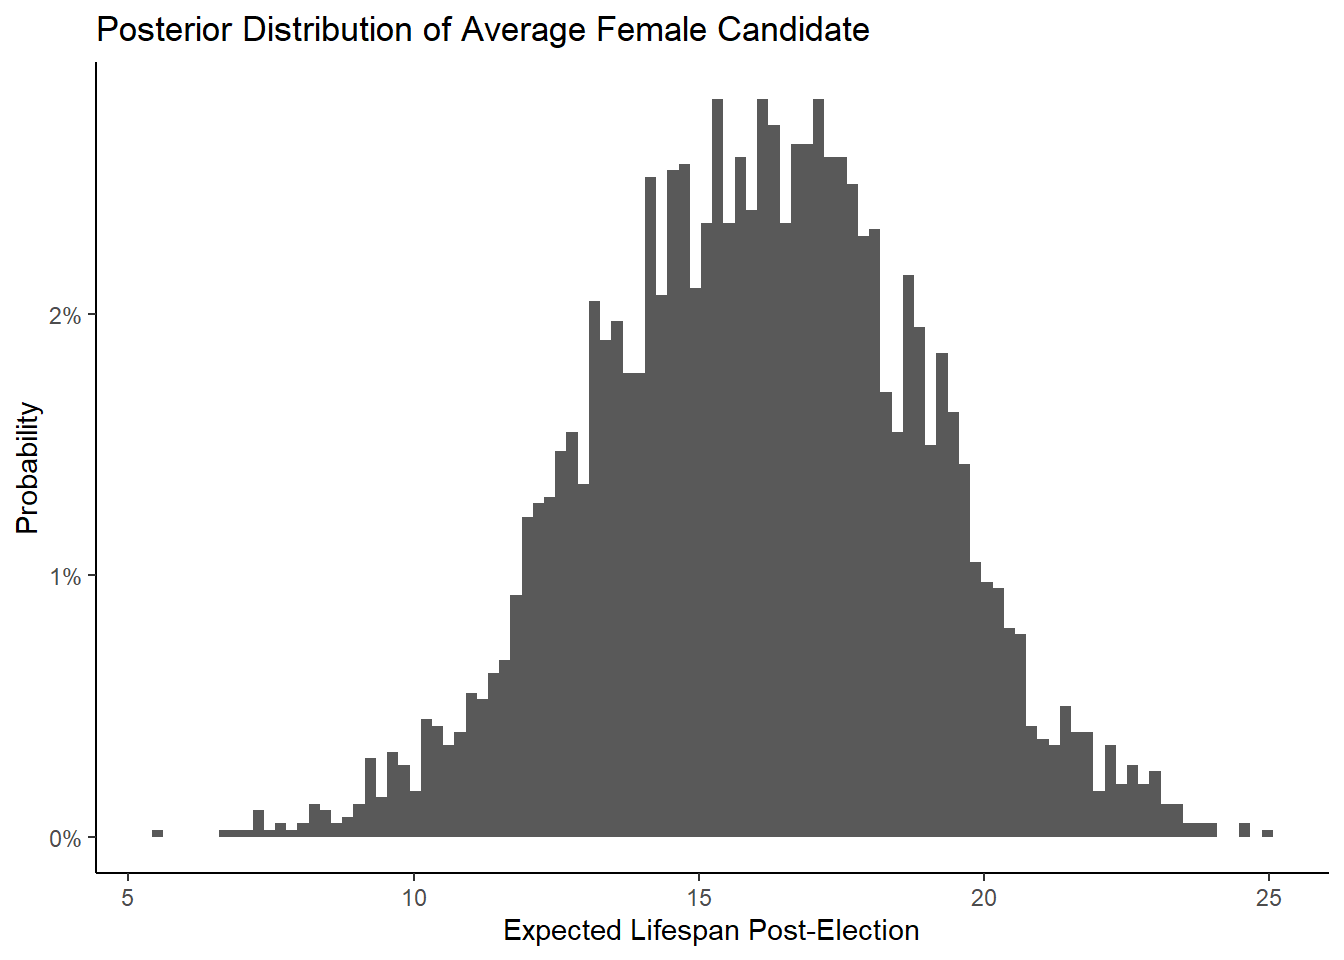 Posterior Distribution of Average Female Candidate
Probability
2%
1%
0%
5 10 15 20 25
Expected Lifespan Post-Election